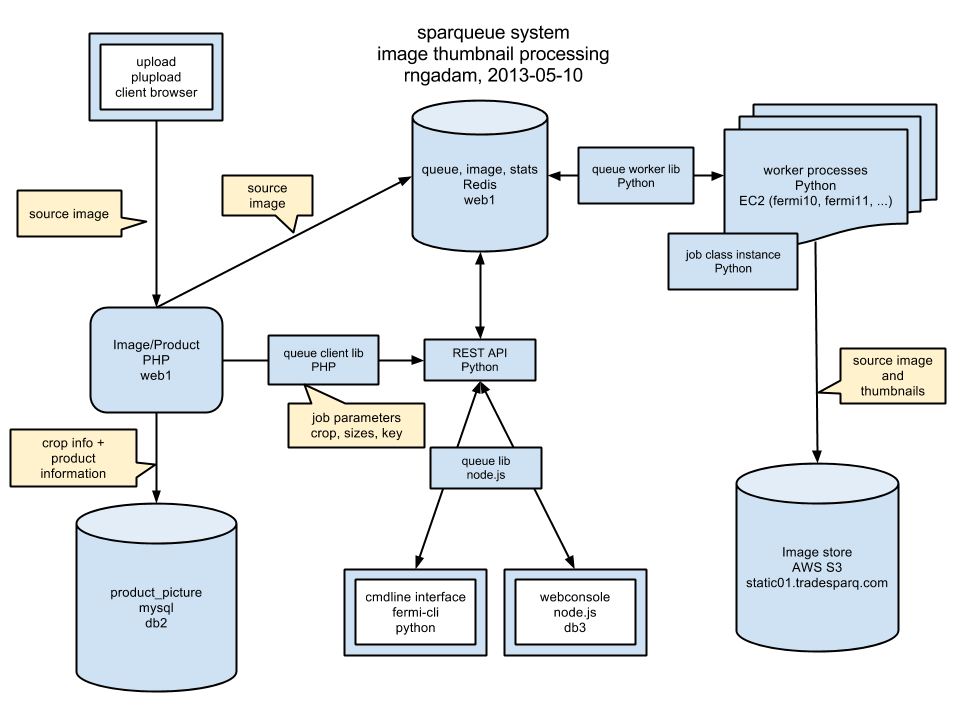 sparqueue system
image thumbnail processing
rngadam, 2013-05-10
upload
plupload
client browser
source image
source
image
queue, image, stats
Redis
web1
queue worker lib
Python
worker processes
Python
EC2 (fermi10, fermi11, ...)
job class instance
Python
Image/Product
PHP
web1
queue client lib
PHP
REST API
Python
job parameters
crop, sizes, key
source image
and
thumbnails
crop info +
product
information
queue lib
node.js
product_picture
mysql
db2
cmdline interface
fermi-cli
python
webconsole
node.js
db3
Image store
AWS S3
static01.tradesparq.com